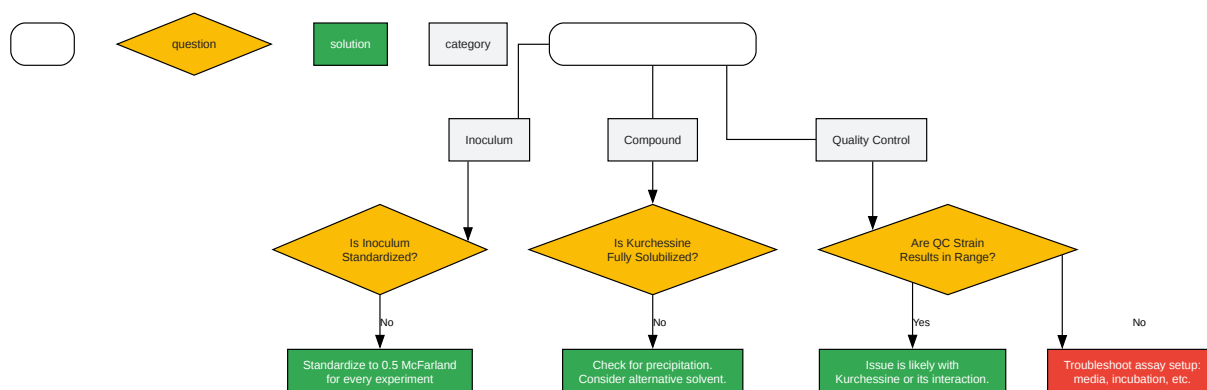 question
solution
category
Inoculum
Compound
Quality Control
Is Inoculum
Standardized?
Is Kurchessine
Fully Solubilized?
Are QC Strain
Results in Range?
No
No
Yes
No
Standardize to 0.5 McFarland
for every experiment
Check for precipitation.
Consider alternative solvent.
Issue is likely with
Kurchessine or its interaction.
Troubleshoot assay setup:
media, incubation, etc.